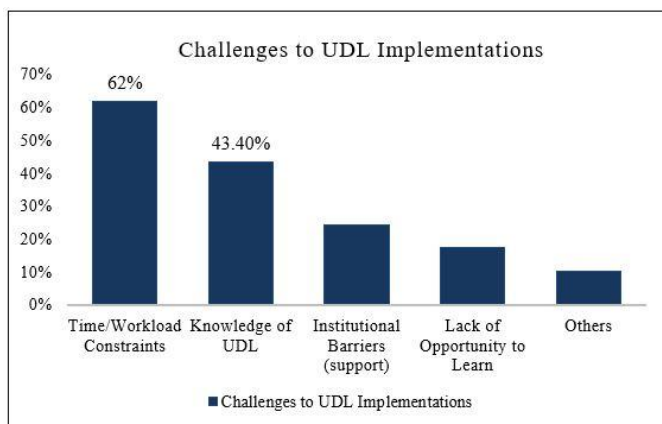 Challenges to UDL Implementations
70%
60%
50%
40%
30%
20%
10%
0%
62%
43.40%
Time/Workload
Constraints
Knowledge of
UDL
Institutional
Barriers
(support)
Lack of
Opportunity to
Learn
Others
Challenges to UDL Implementations